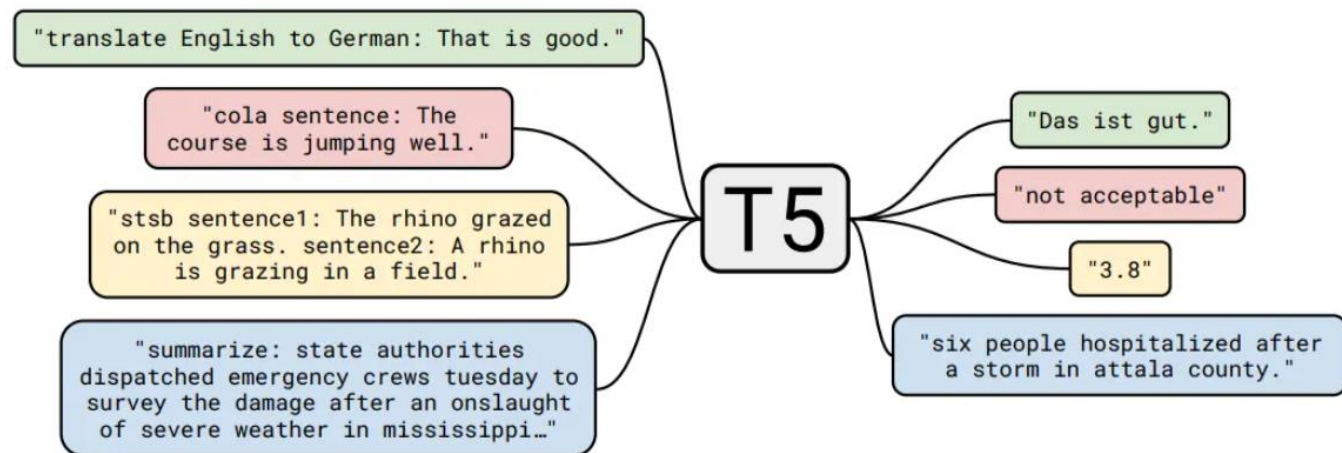 "translate English to German: That is good."
"cola sentence: The
course is jumping well."
"stsb sentence1: The rhino grazed
on the grass. sentence2: A rhino
is grazing in a field."
"summarize: state authorities
dispatched emergency crews tuesday to
survey the damage after an onslaught
of severe weather in mississippi…"
T5
"Das ist gut."
"not acceptable"
"3.8"
"six people hospitalized after
a storm in attala county."